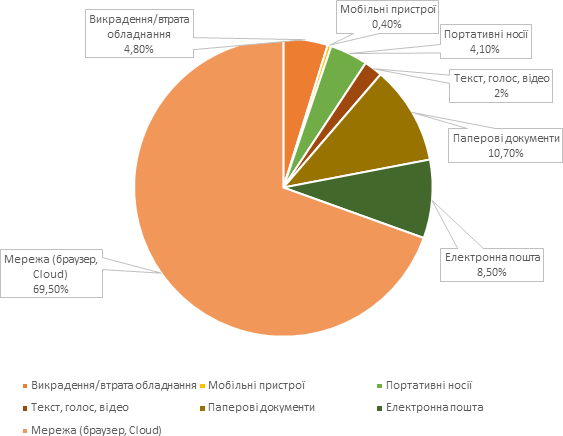 Викрадення/втрата
обладнання
4,80%
Мобільні пристрої
0,40%
Портативні носії
4,10%
Текст, голос, відео
2%
Паперові документи
10,70%
Електронна пошта
8,50%
Мережа (браузер,
Cloud)
69,50%
Викрадення/втрата обладнання
Мобільні пристрої
Портативні носії
Текст, голос, відео
Паперові документи
Електронна пошта
Мережа (браузер, Cloud)